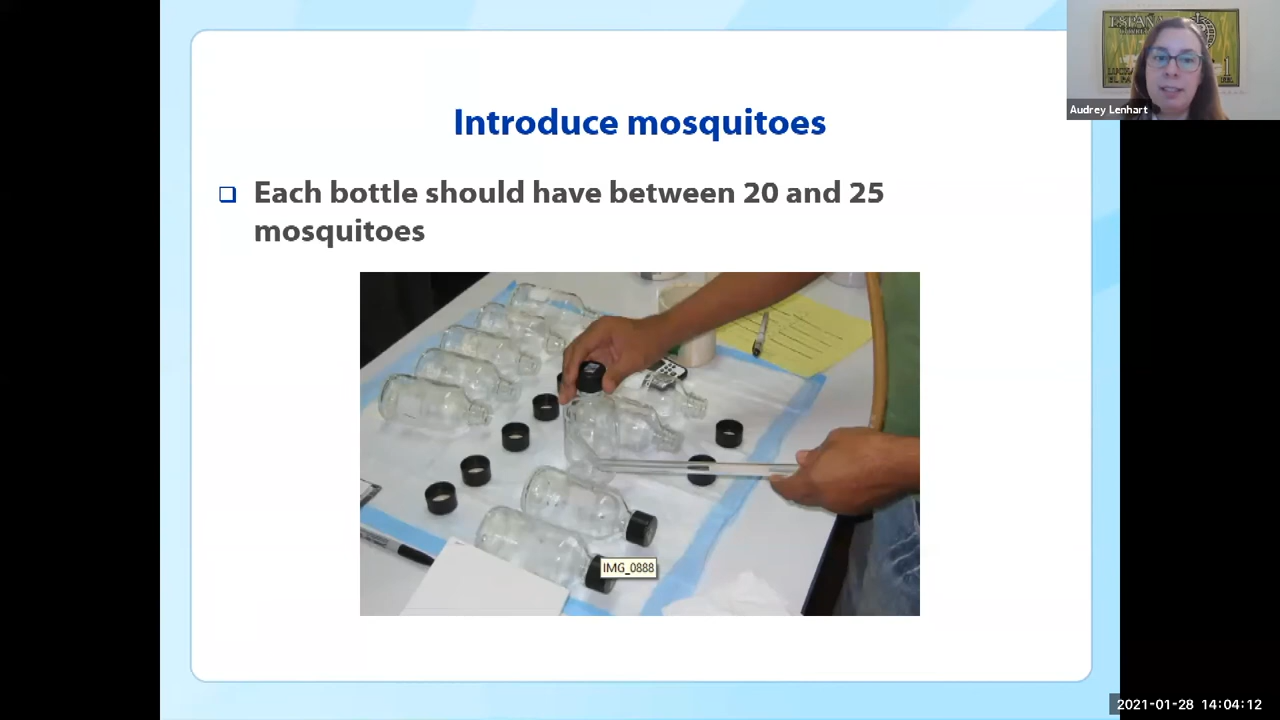 Introduce mosquitoes
Each bottle should have between 20 and 25
mosquitoes
IMG_0888
Audrey Lenhart
2021-01-28 14:04:12